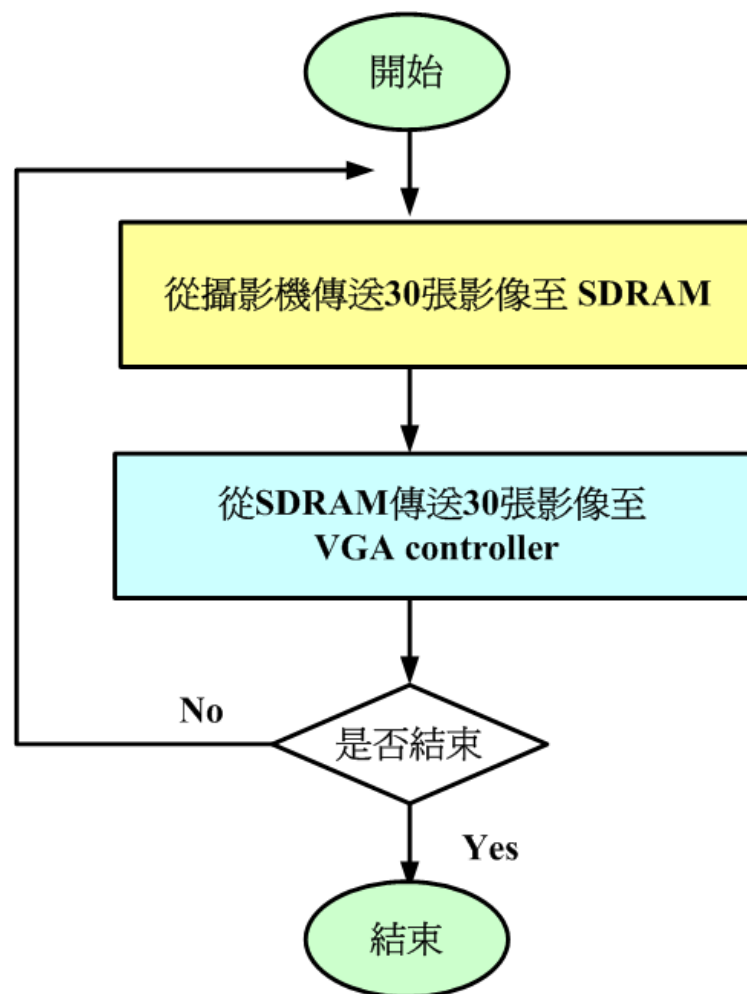 開始
從攝影機傳送30張影像至 SDRAM
從SDRAM傳送30張影像至
VGA controller
No
是否結束
Yes
結束